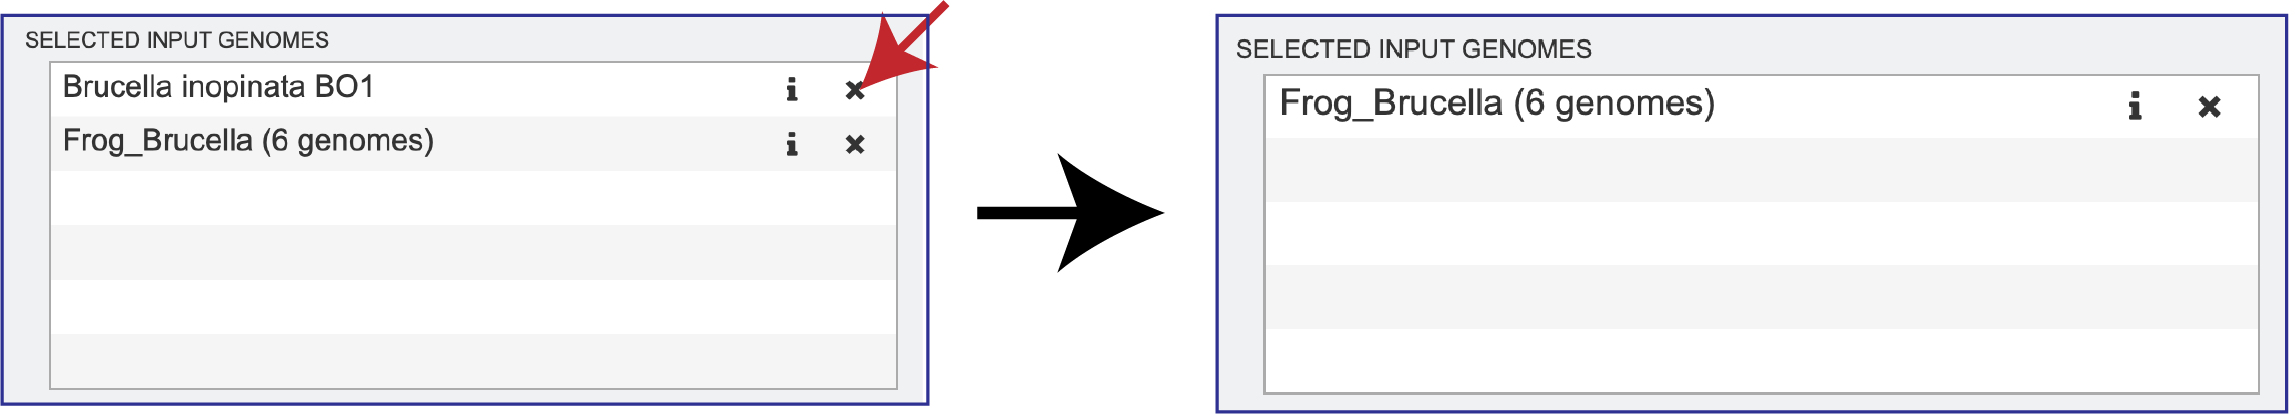 SELECTED INPUT GENOMES
Brucella inopinata BO1 i ×
Frog_Brucella (6 genomes) i ×
SELECTED INPUT GENOMES
Frog_Brucella (6 genomes) i ×